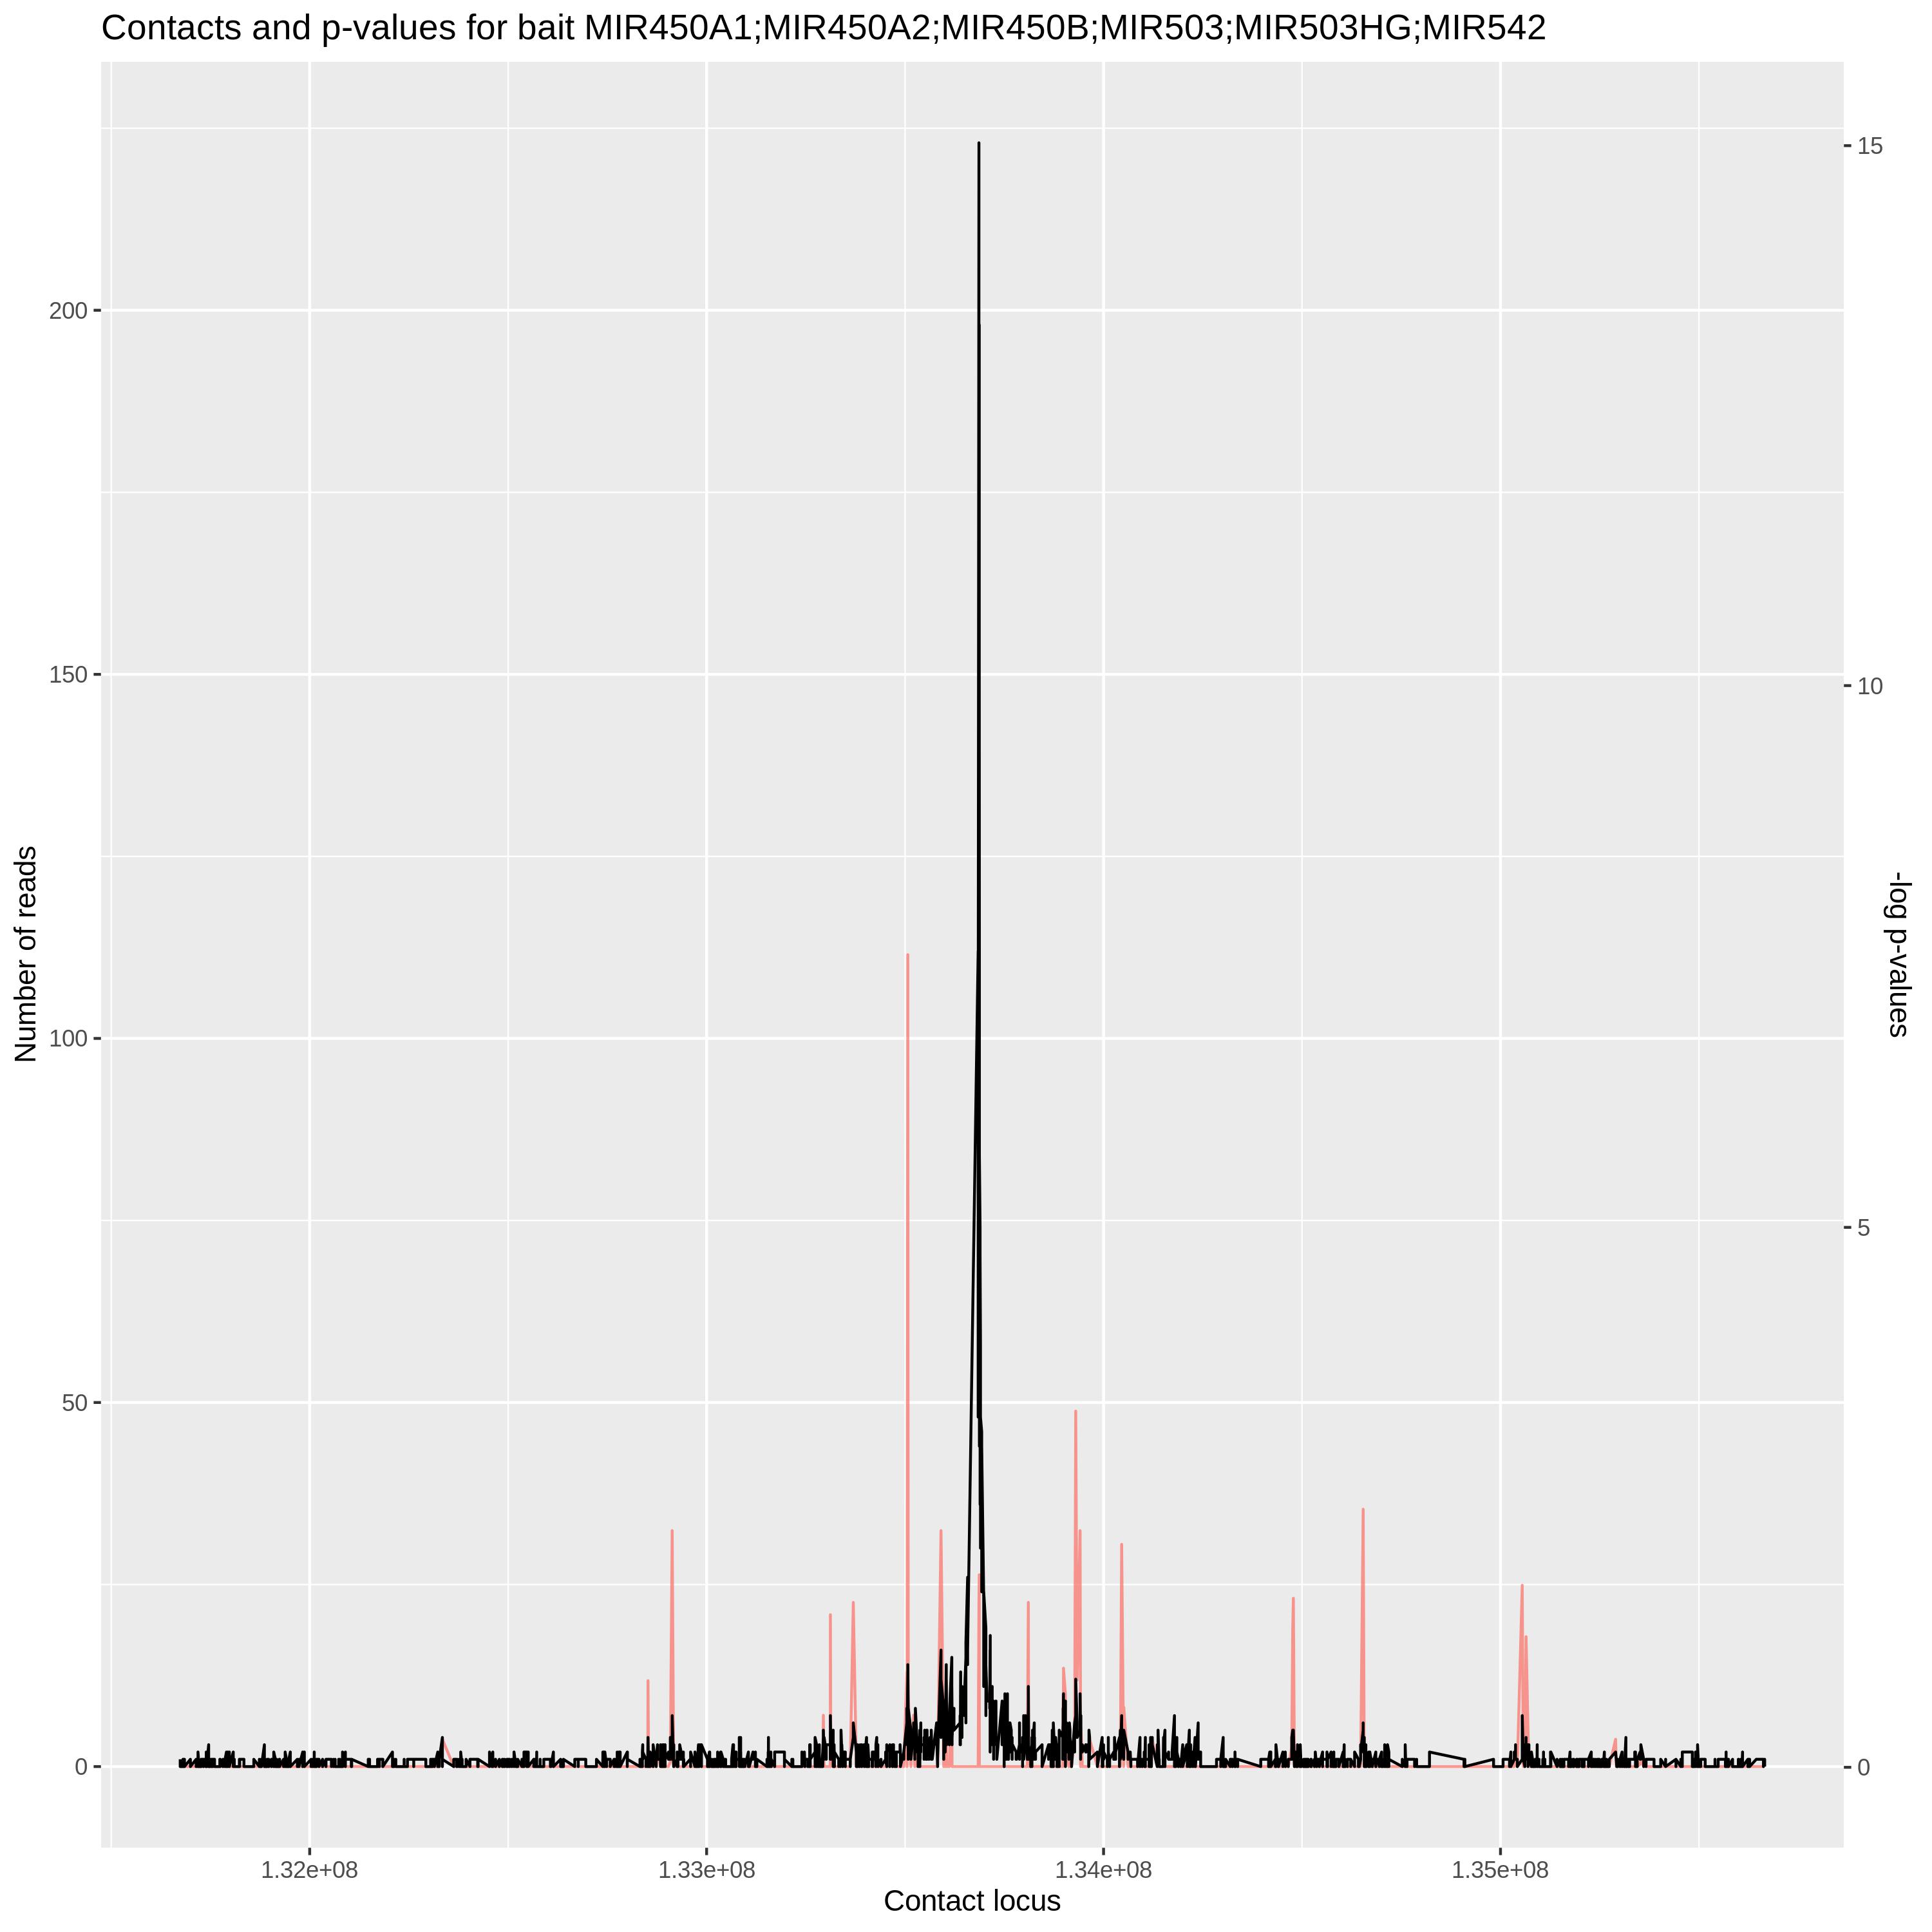 Contacts and p-values for bait MIR450A1;MIR450A2;MIR450B;MIR503;MIR503HG;MIR542
200
150
100
50
0
Number of reads
15
10
5
0
-log p-values
1.32e+08
1.33e+08
1.34e+08
1.35e+08
Contact locus